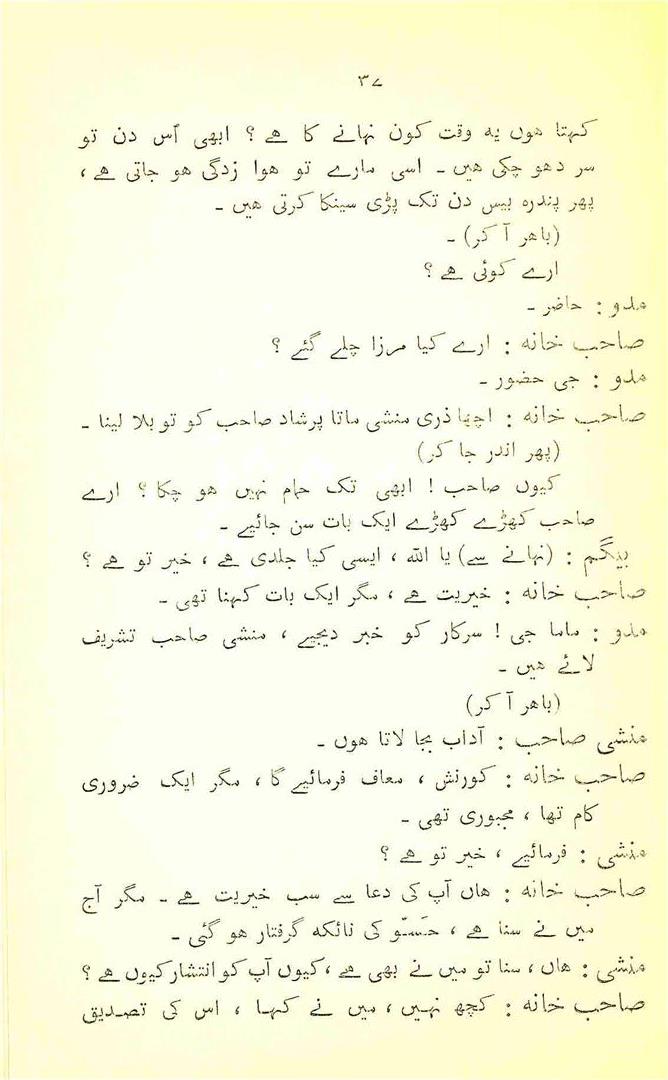 ۳۷
کہتا ہوں یہ وقت کون نہانے کا ہے ؟ ابھی اُس دن تو
سر دھو چکی ہیں ۔ اسی مارے تو ہوا زدگی ہو جاتی ہے ،
پھر پندرہ بیس دن تک پڑی سینکا کرتی ہیں ۔
(باہر آ کر) ۔
ارے کوئی ہے ؟
مدو : حاضر ۔
صاحب خانہ : ارے کیا مرزا چلے گئے ؟
مدو : جی حضور ۔
صاحب خانہ : اچھا ذری منشی ماتا پرشاد صاحب کو تو بلا لینا ۔
(پھر اندر جا کر)
کیوں صاحب ! ابھی تک حمام نہیں ہو چکا ؟ ارے
صاحب کھڑے کھڑے ایک بات سن جائیے ۔
بیگم : (نہانے سے) یا اللہ ، ایسی کیا جلدی ہے ، خیر تو ہے ؟
صاحب خانہ : خیریت ہے ، مگر ایک بات کہنا تھی ۔
مدو : ماما جی ! سرکار کو خبر دیجیے ، منشی صاحب تشریف
لائے ہیں ۔
(باہر آ کر)
منشی صاحب : آداب بجا لاتا ہوں ۔
صاحب خانہ : کورنش ، معاف فرمائیے گا ، مگر ایک ضروری
کام تھا ، مجبوری تھی ۔
منشی : فرمائیے ، خیر تو ہے ؟
صاحب خانہ : ہاں آپ کی دعا سے سب خیریت ہے ۔ مگر آج
میں نے سنا ہے ، حَسّو کی نائکہ گرفتار ہو گئی ۔
منشی : ہاں ، سنا تو میں نے بھی ہے ، کیوں آپ کو انتشار کیوں ہے ؟
صاحب خانہ : کچھ نہیں ، میں نے کہا ، اس کی تصدیق